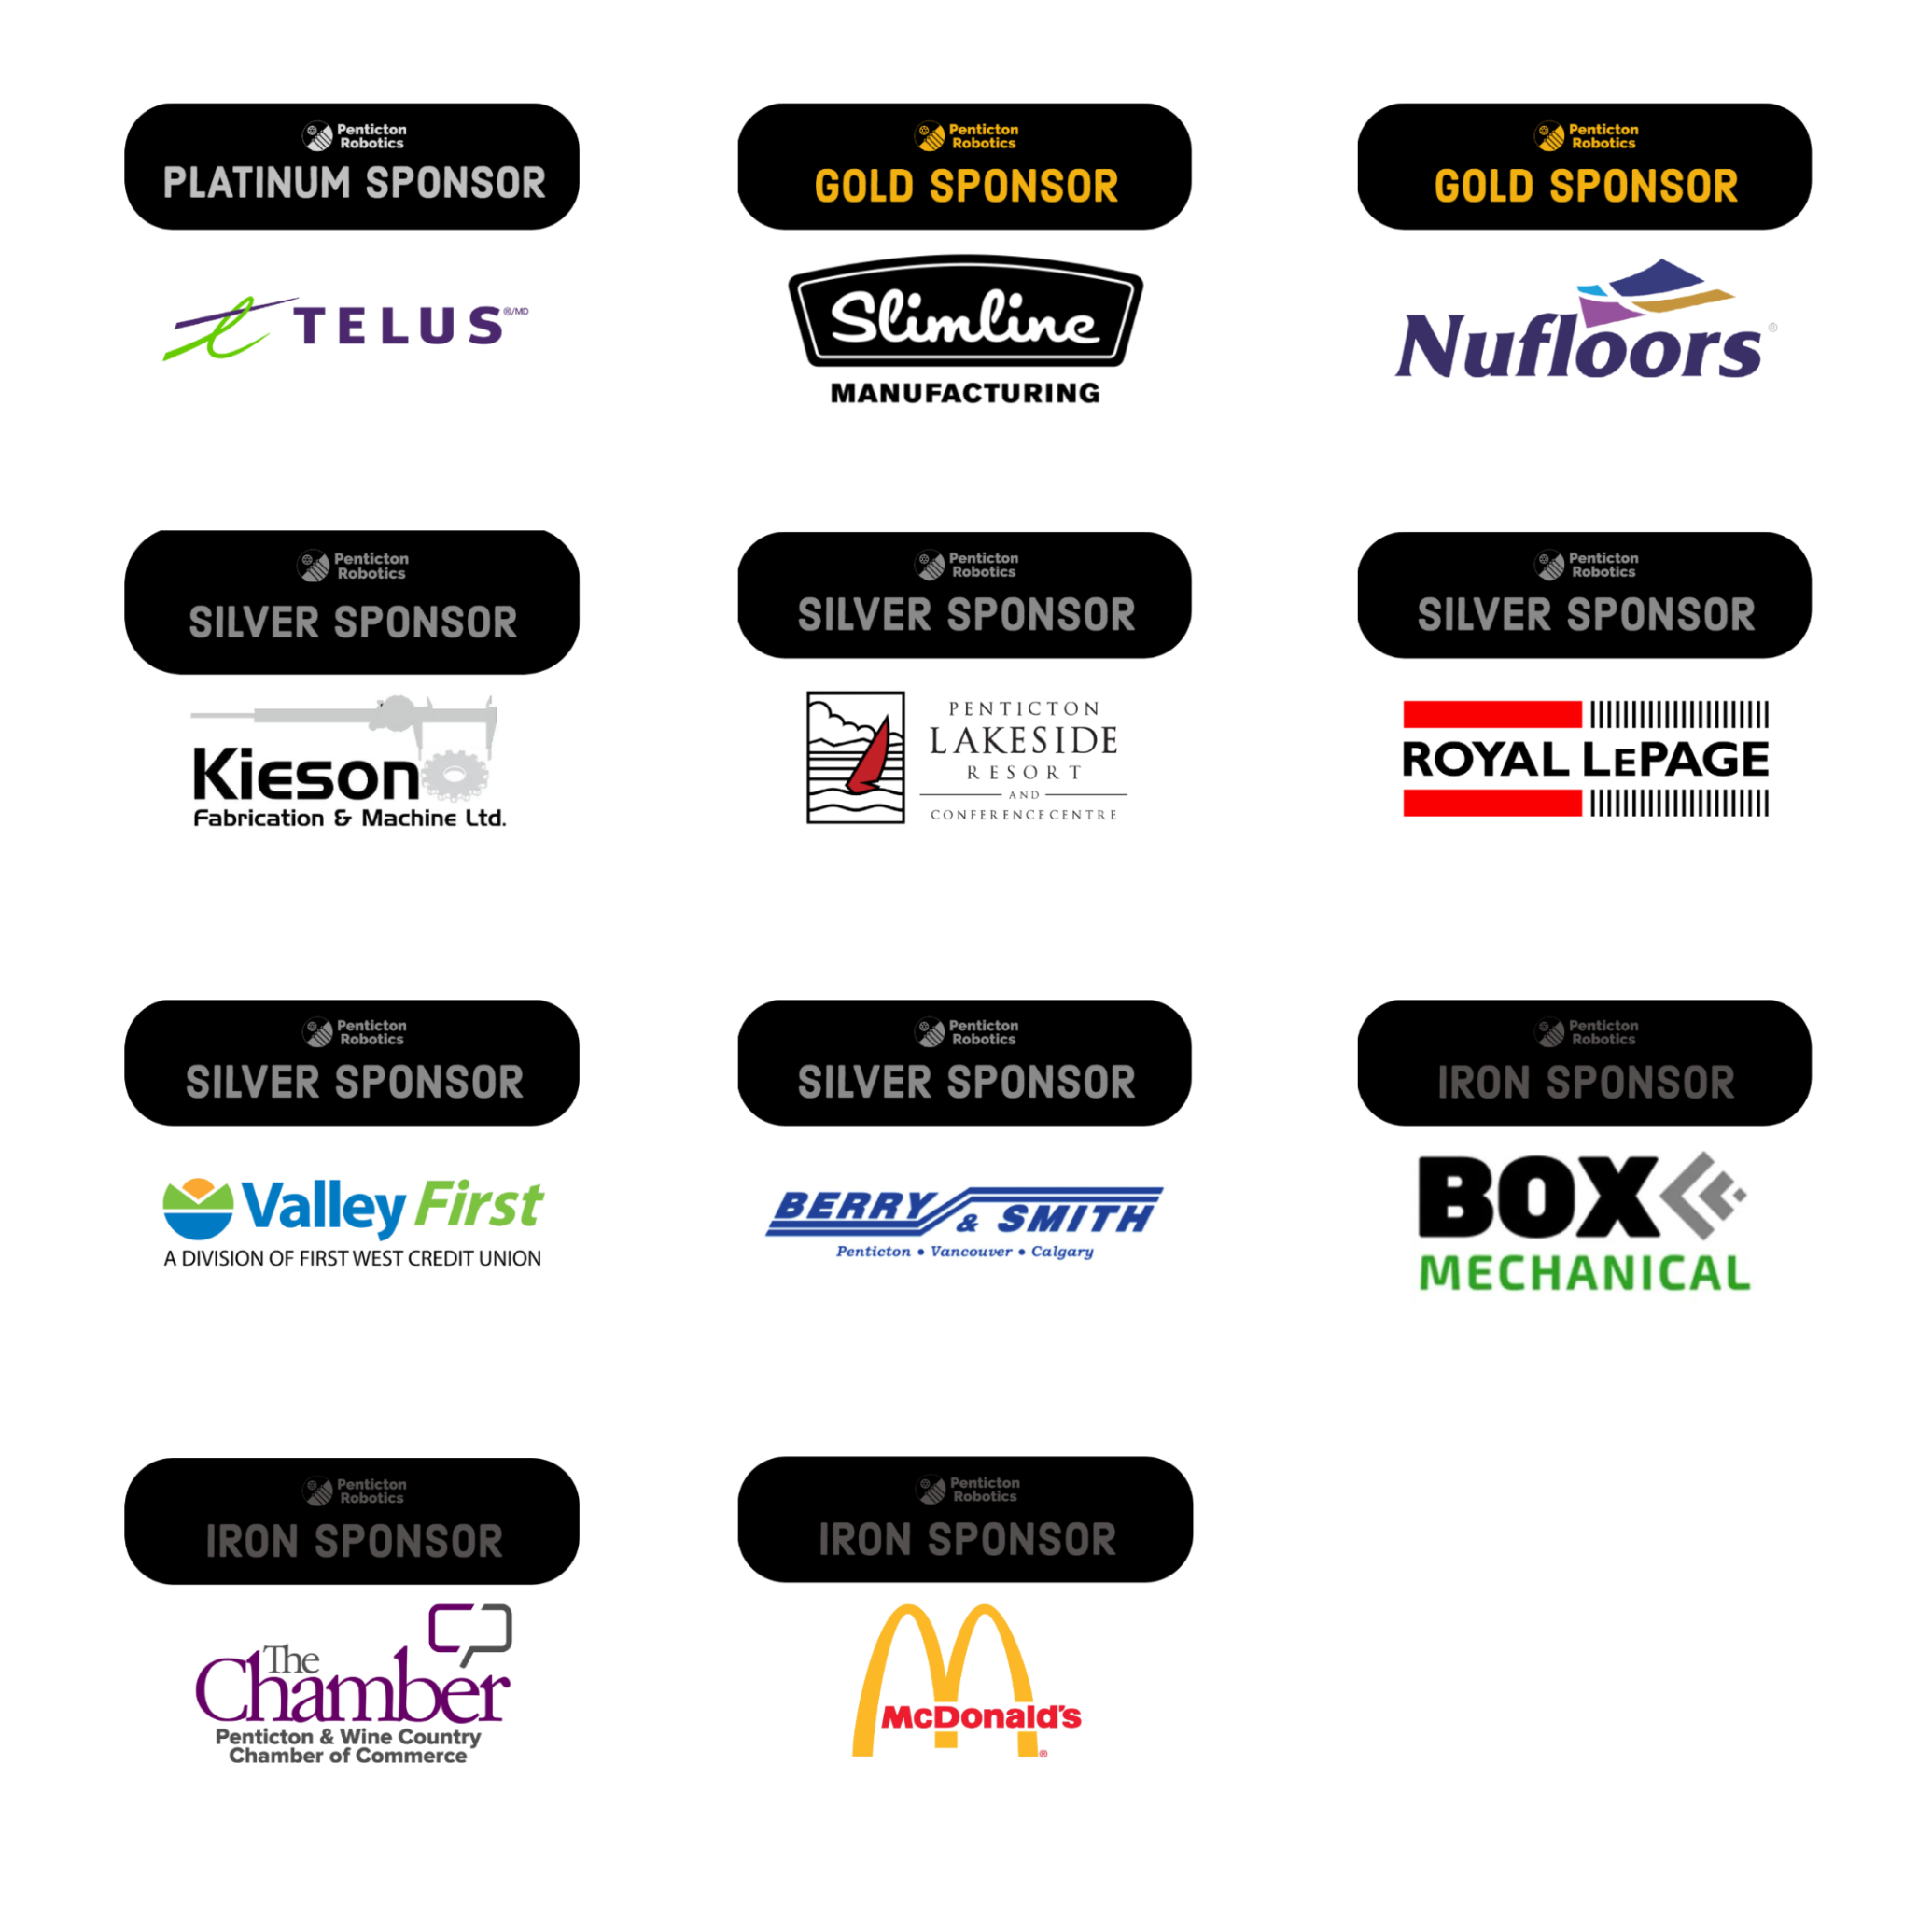 Penticton
Robotics
PLATINUM SPONSOR
TELUS®/MD
Penticton
Robotics
GOLD SPONSOR
Slimline
MANUFACTURING
Penticton
Robotics
GOLD SPONSOR
Nufloors®
Penticton
Robotics
SILVER SPONSOR
Kieson
Fabrication & Machine Ltd.
Penticton
Robotics
SILVER SPONSOR
PENTICTON
LAKESIDE
RESORT
AND
CONFERENCE CENTRE
Penticton
Robotics
SILVER SPONSOR
ROYAL LEPAGE
Penticton
Robotics
SILVER SPONSOR
Valley First
A DIVISION OF FIRST WEST CREDIT UNION
Penticton
Robotics
SILVER SPONSOR
BERRY & SMITH
Penticton • Vancouver • Calgary
Penticton
Robotics
IRON SPONSOR
BOX
MECHANICAL
Penticton
Robotics
IRON SPONSOR
The
Chamber
Penticton & Wine Country
Chamber of Commerce
Penticton
Robotics
IRON SPONSOR
McDonald's®